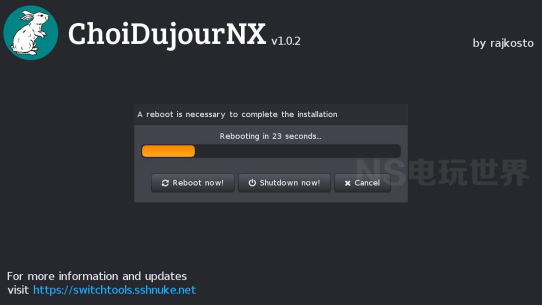 ChoiDujourNX v1.0.2
by rajkosto
A reboot is necessary to complete the installation
Rebooting in 23 seconds...
Reboot now! Shutdown now! Cancel
NS电玩世界
For more information and updates
visit https://switchtools.sshnuke.net